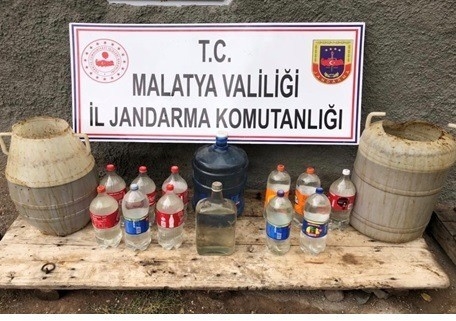 T.C.
MALATYA VALİLİĞİ
İL JANDARMA KOMUTANLIĞI